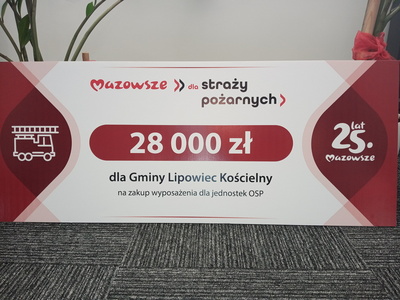 Mazowsze dla straży
pożarnych
28 000 zł
dla Gminy Lipowiec Kościelny
na zakup wyposażenia dla jednostek OSP
25. lat
Mazowsze